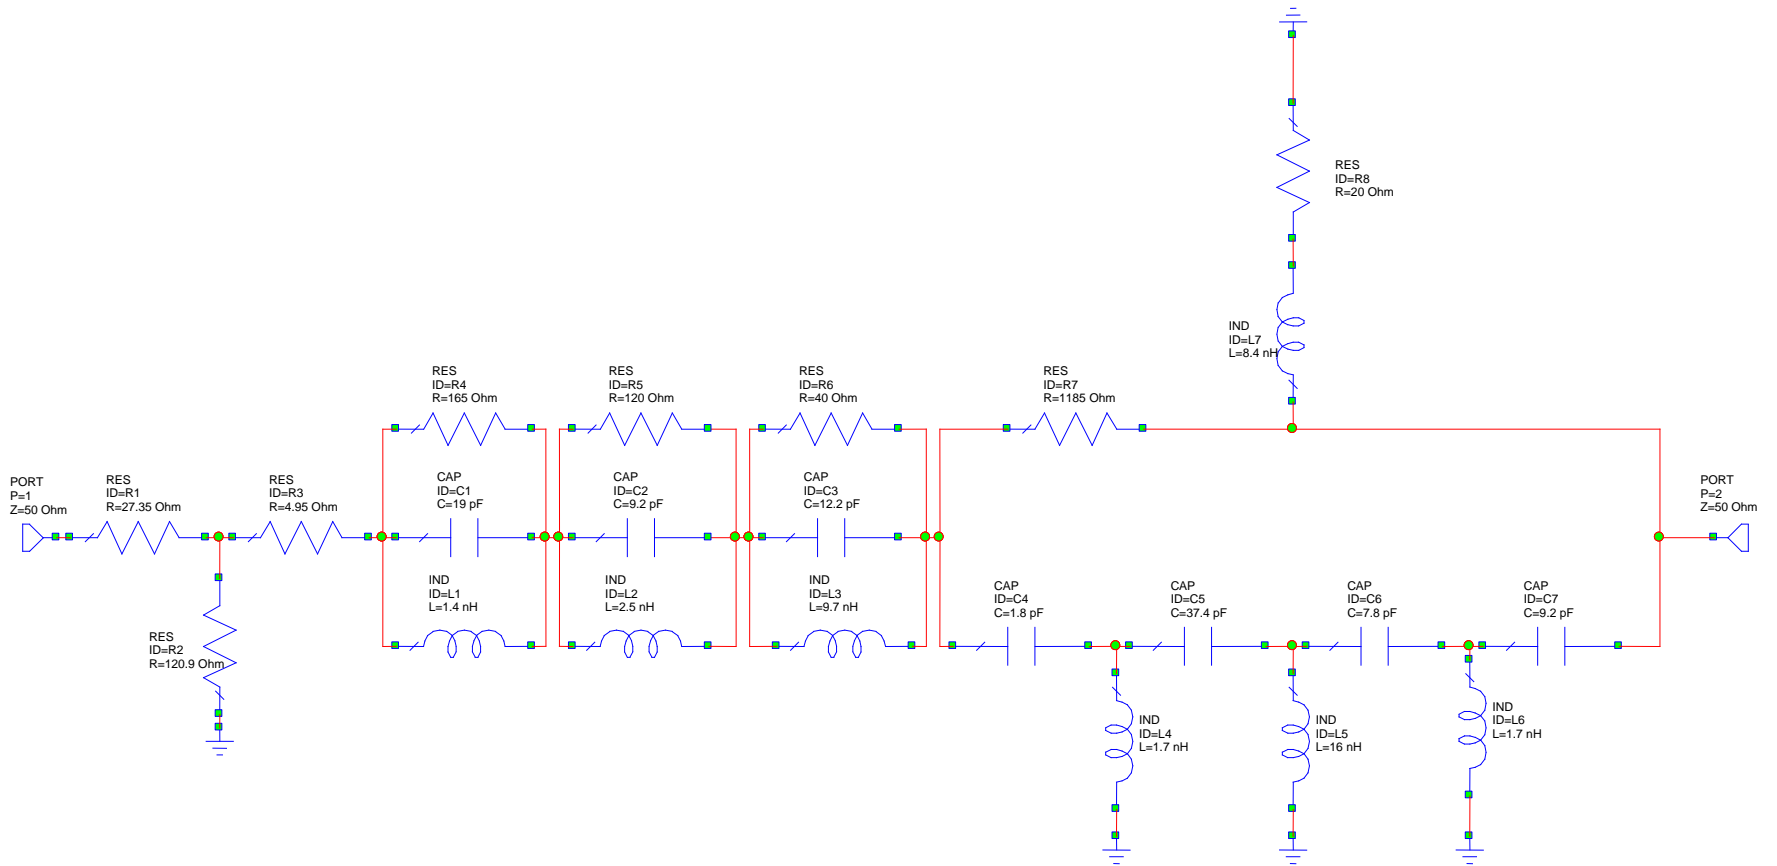 RES
ID=R8
R=20 Ohm
IND
ID=L7
L=8.4 nH
RES
ID=R4
R=165 Ohm
RES
ID=R5
R=120 Ohm
RES
ID=R6
R=40 Ohm
RES
ID=R7
R=1185 Ohm
PORT
P=1
Z=50 Ohm
RES
ID=R1
R=27.35 Ohm
RES
ID=R3
R=4.95 Ohm
CAP
ID=C1
C=19 pF
CAP
ID=C2
C=9.2 pF
CAP
ID=C3
C=12.2 pF
PORT
P=2
Z=50 Ohm
IND
ID=L1
L=1.4 nH
IND
ID=L2
L=2.5 nH
IND
ID=L3
L=9.7 nH
CAP
ID=C4
C=1.8 pF
CAP
ID=C5
C=37.4 pF
CAP
ID=C6
C=7.8 pF
CAP
ID=C7
C=9.2 pF
RES
ID=R2
R=120.9 Ohm
IND
ID=L4
L=1.7 nH
IND
ID=L5
L=16 nH
IND
ID=L6
L=1.7 nH